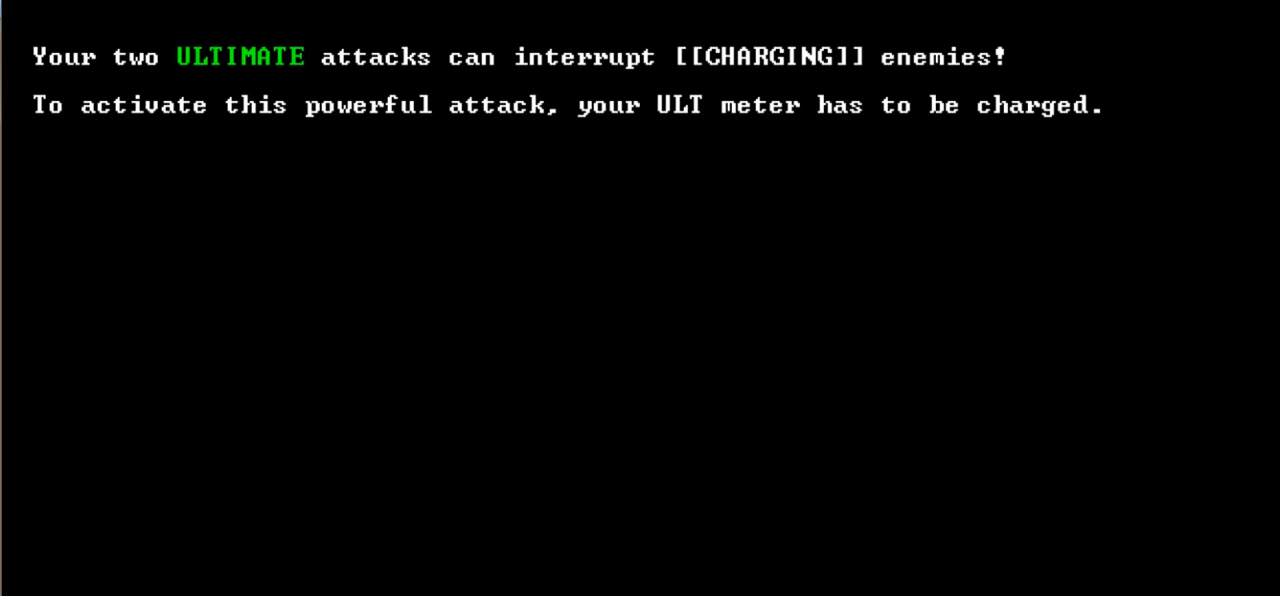 Your two ULTIMATE attacks can interrupt [[CHARGING]] enemies!
To activate this powerful attack, your ULT meter has to be charged.